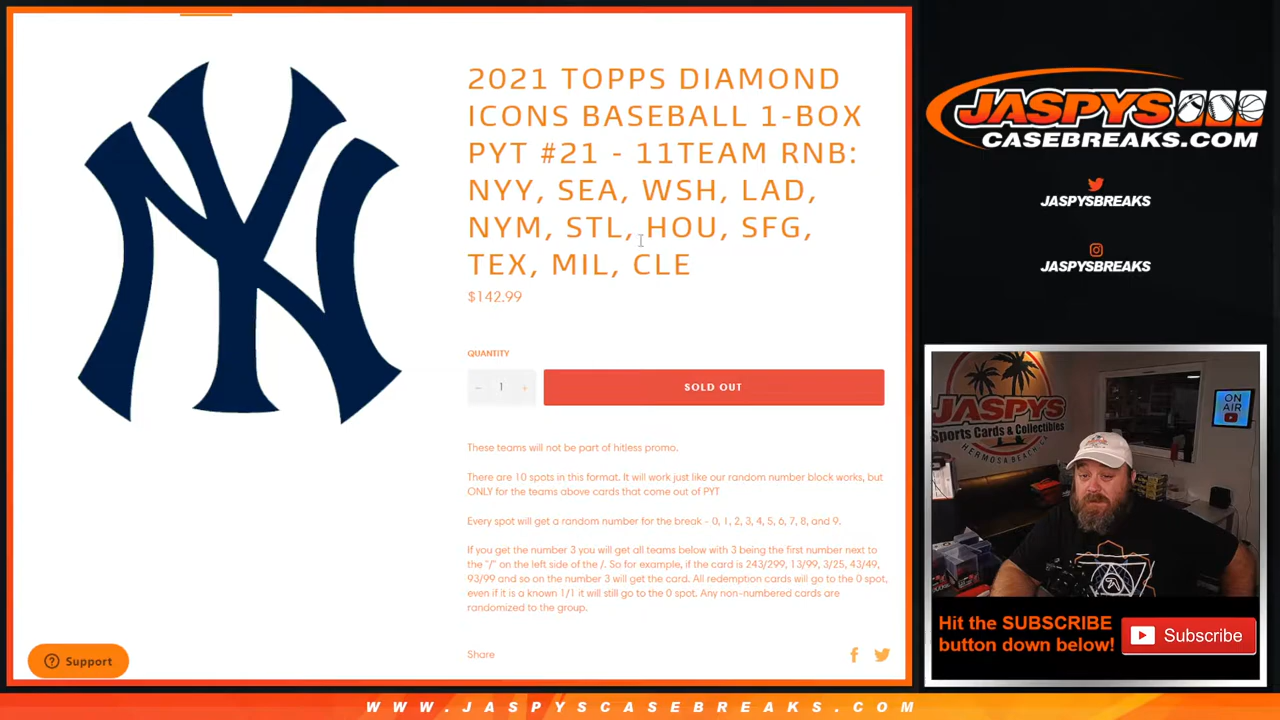 2021 TOPPS DIAMOND
ICONS BASEBALL 1-BOX
PYT #21 - 11TEAM RNB:
NYY, SEA, WSH, LAD,
NYM, STL, HOU, SFG,
TEX, MIL, CLE
$142.99
QUANTITY
− 1 +
SOLD OUT
These teams will not be part of hitless promo.
There are 10 spots in this format. It will work just like our random number block works, but
ONLY for the teams above cards that come out of PYT
Every spot will get a random number for the break - 0, 1, 2, 3, 4, 5, 6, 7, 8, and 9.
If you get the number 3 you will get all teams below with 3 being the first number next to
the "/" on the left side of the /. So for example, if the card is 243/299, 13/99, 3/25, 43/49,
93/99 and so on the number 3 will get the card. All redemption cards will go to the 0 spot,
even if it is a known 1/1 it will still go to the 0 spot. Any non-numbered cards are
randomized to the group.
Share
Support
NY
JASPYS
CASEBREAKS.COM
JASPYSBREAKS
JASPYSBREAKS
JASPYS
Sports Cards & Collectibles
HERMOSA BEACH, CA
ON
AIR
Hit the SUBSCRIBE
button down below!
Subscribe
WWW.JASPYSCASEBREAKS.COM